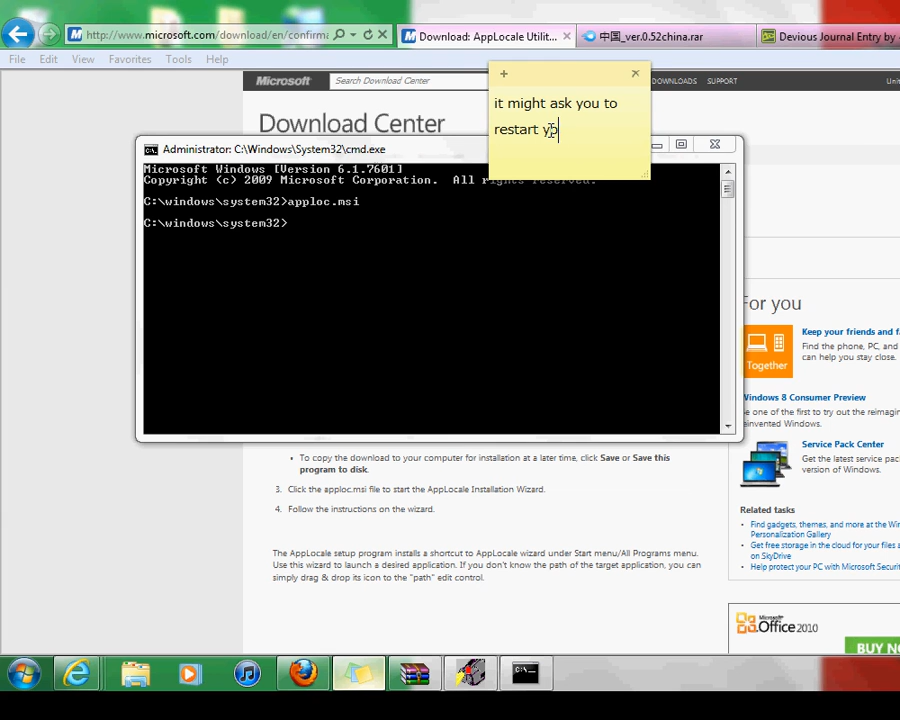 http://www.microsoft.com/download/en/confirma
Download: AppLocale Utilit...
中国_ver.0.52china.rar
Devious Journal Entry by
File Edit View Favorites Tools Help
Microsoft
Search Download Center
DOWNLOADS SUPPORT
Download Center
+
it might ask you to
restart yo
Administrator: C:\Windows\System32\cmd.exe
Microsoft Windows [Version 6.1.7601]
Copyright (c) 2009 Microsoft Corporation. All rights reserved.
C:\windows\system32>apploc.msi
C:\windows\system32>
For you
Together
Keep your friends and fa
Find the phone, PC, and
can help you stay close.
Windows 8 Consumer Preview
Be one of the first to try out the reimagin
einvented Windows.
Service Pack Center
Get the latest service pac
version of Windows.
Related tasks
• Find gadgets, themes, and more at the Win
Personalization Gallery
• Get free storage in the cloud for your files a
on SkyDrive
• Help protect your PC with Microsoft Securit
• To copy the download to your computer for installation at a later time, click Save or Save this
program to disk.
3. Click the apploc.msi file to start the AppLocale Installation Wizard.
4. Follow the instructions on the wizard.
The AppLocale setup program installs a shortcut to AppLocale wizard under Start menu/All Programs menu.
Use this wizard to launch a desired application. If you don't know the path of the target application, you can
simply drag & drop its icon to the "path" edit control.
Microsoft
Office 2010
BUY NO